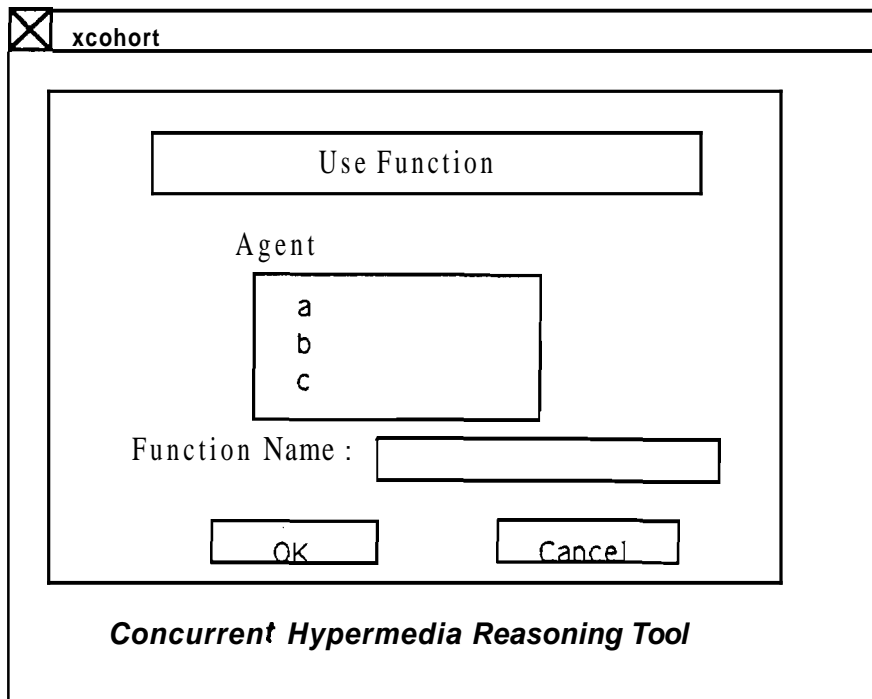 xcohort
Use Function
Agent
a
b
c
Function Name :
OK
Cancel
Concurrent Hypermedia Reasoning Tool